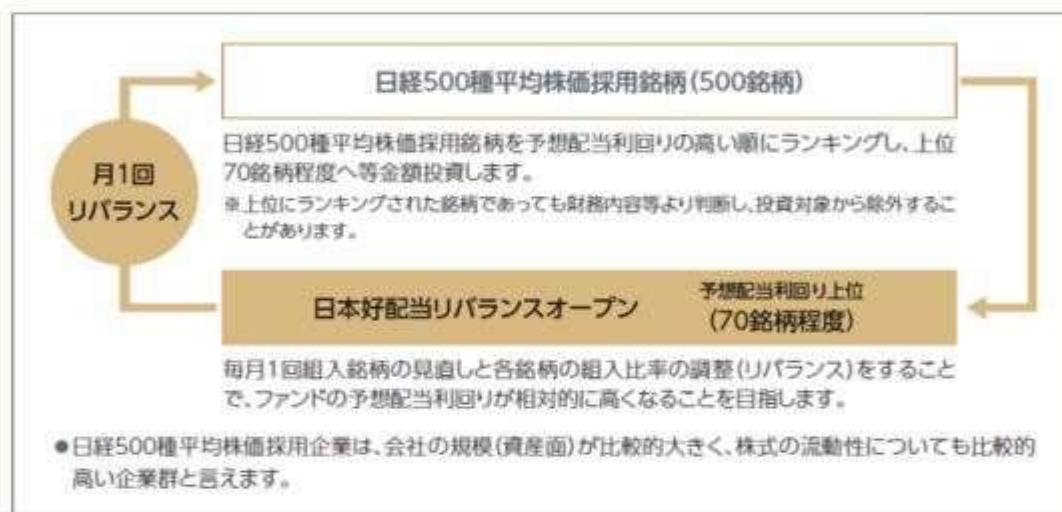 日経500種平均株価採用銘柄(500銘柄)
日経500種平均株価採用銘柄を予想配当利回りの高い順にランキングし、上位
70銘柄程度へ等金額投資します。
※上位にランキングされた銘柄であっても財務内容等より判断し、投資対象から除外するこ
とがあります。
月1回
リバランス
日本好配当リバランスオープン
予想配当利回り上位
(70銘柄程度)
毎月1回組入銘柄の見直しと各銘柄の組入比率の調整(リバランス)をすること
で、ファンドの予想配当利回りが相対的に高くなることを目指します。
●日経500種平均株価採用企業は、会社の規模(資産面)が比較的大きく、株式の流動性についても比較的
高い企業群と言えます。